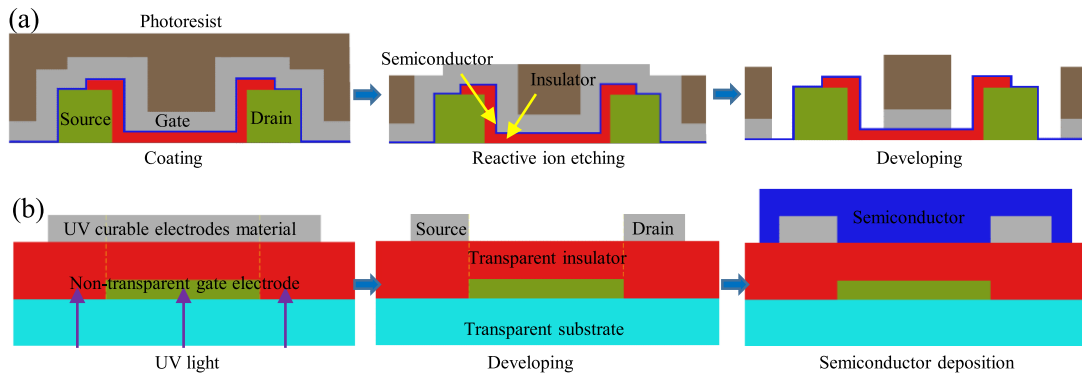 (a)
Photoresist
Source
Gate
Drain
Coating
Semiconductor
Insulator
Reactive ion etching
Developing
(b)
UV curable electrodes material
Non-transparent gate electrode
UV light
Source
Drain
Transparent insulator
Transparent substrate
Developing
Semiconductor
Semiconductor deposition